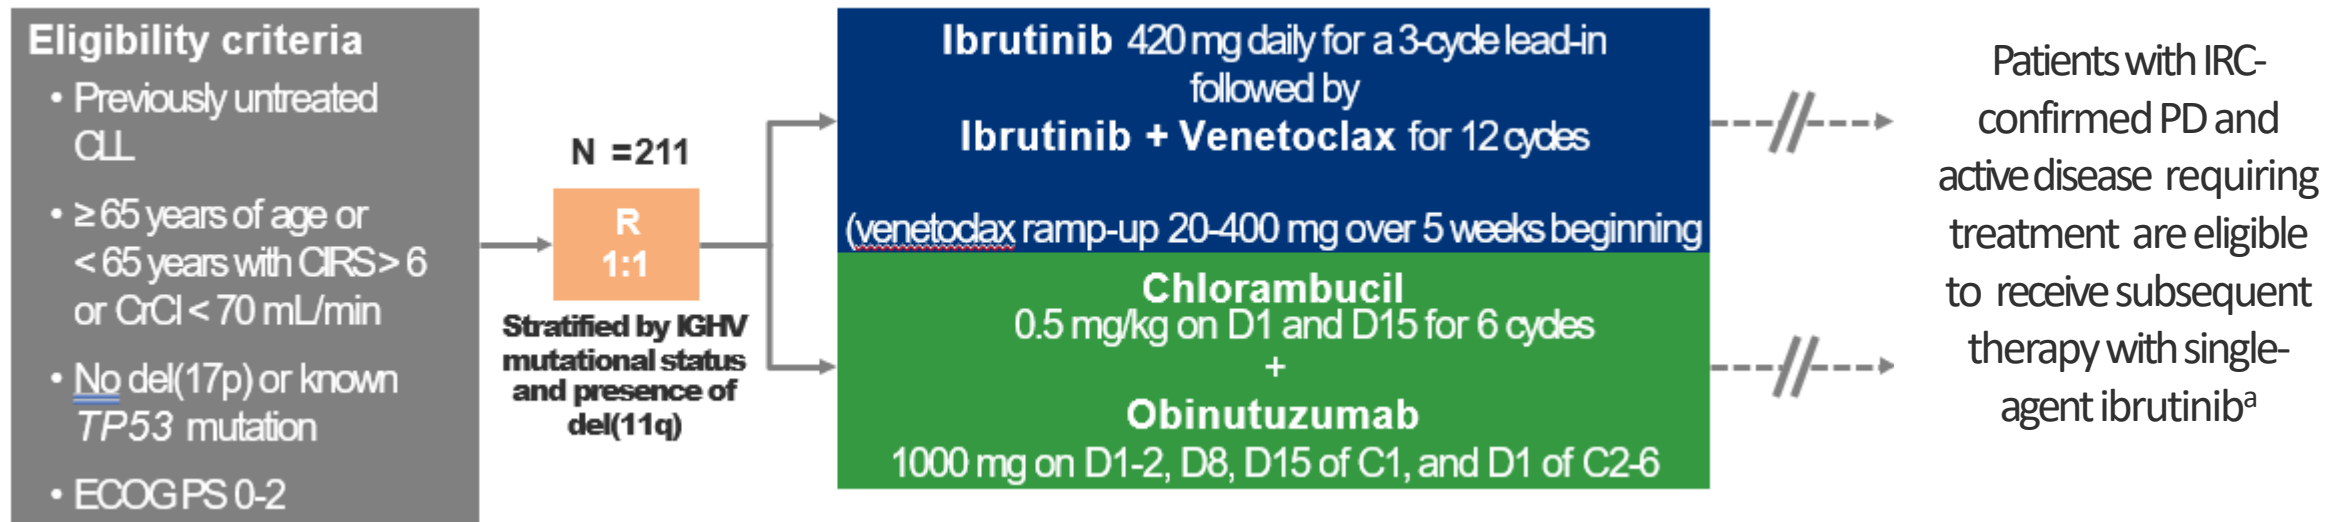 Eligibility criteria
• Previously untreated
CLL
• ≥ 65 years of age or
< 65 years with CIRS > 6
or CrCl < 70 mL/min
• No del(17p) or known
TP53 mutation
• ECOG PS 0-2
N =211
R
1:1
Stratified by IGHV
mutational status
and presence of
del(11q)
Ibrutinib 420 mg daily for a 3-cycle lead-in
followed by
Ibrutinib + Venetoclax for 12 cycles
(venetoclax ramp-up 20-400 mg over 5 weeks beginning
Chlorambucil
0.5 mg/kg on D1 and D15 for 6 cycles
+
Obinutuzumab
1000 mg on D1-2, D8, D15 of C1, and D1 of C2-6
Patients with IRC-
confirmed PD and
active disease requiring
treatment are eligible
to receive subsequent
therapy with single-
agent ibrutinibᵃ